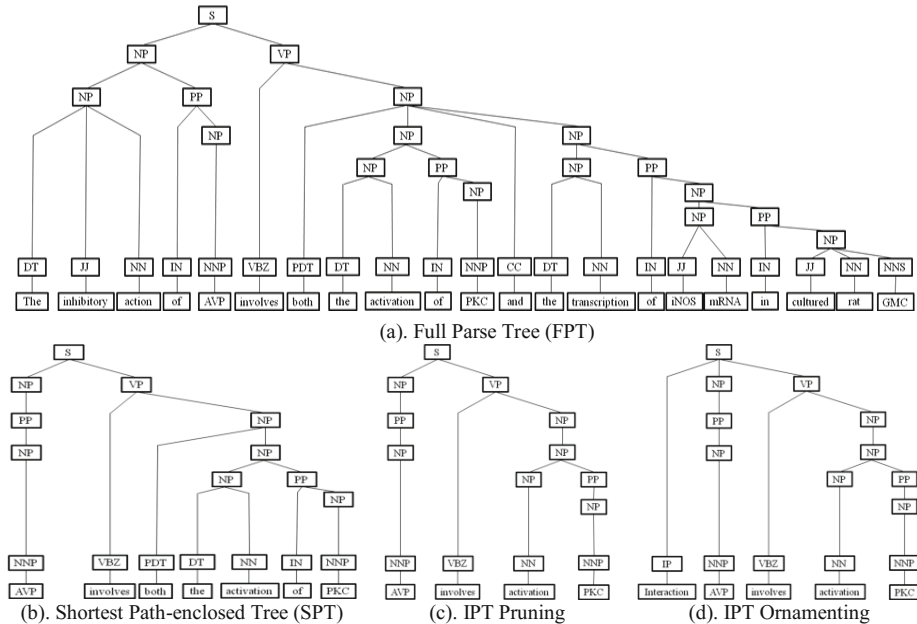 S
NP VP
NP PP NP
NP NP NP
NP PP NP PP
NP NP
NP PP
NP
DT JJ NN IN NNP VBZ PDT DT NN IN NNP CC DT NN IN JJ NN IN JJ NN NNS
The inhibitory action of AVP involves both the activation of PKC and the transcription of iNOS mRNA in cultured rat GMC
(a). Full Parse Tree (FPT)
S
NP VP
PP NP
NP NP
NP PP
NP
NNP VBZ PDT DT NN IN NNP
AVP involves both the activation of PKC
(b). Shortest Path-enclosed Tree (SPT)
S
NP VP
PP NP
NP NP
NP PP
NP
NNP VBZ NN NNP
AVP involves activation PKC
(c). IPT Pruning
S
NP VP
PP NP
NP NP
NP PP
NP
IP NNP VBZ NN NNP
Interaction AVP involves activation PKC
(d). IPT Ornamenting